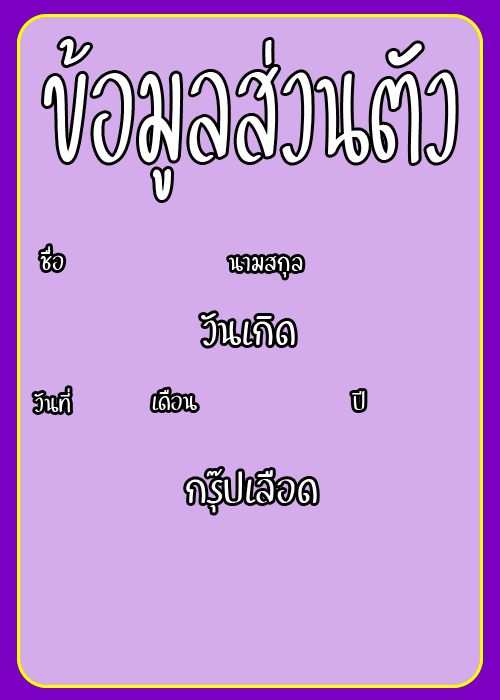 ข้อมูลส่วนตัว
ชื่อ นามสกุล
วันเกิด
วันที่ เดือน ปี
กรุ๊ปเลือด